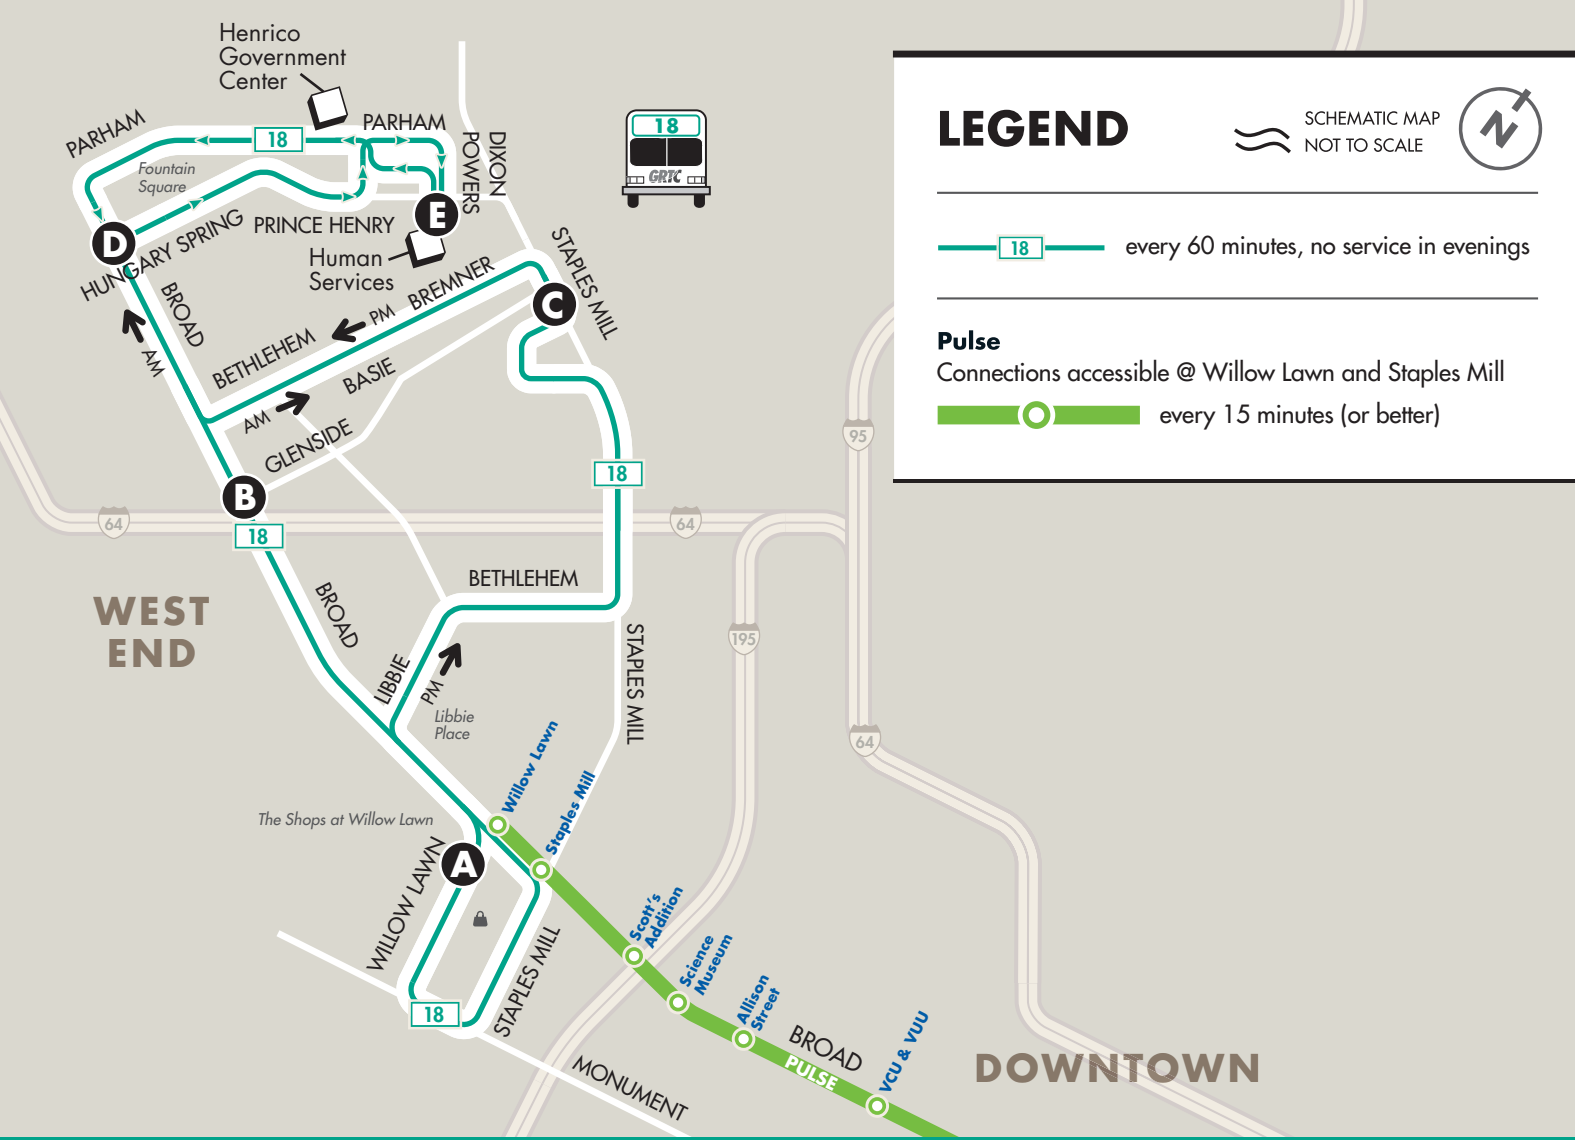 Henrico
Government
Center
PARHAM
18
PARHAM
Fountain
Square
DIXON
POWERS
18
GRTC
D
HUNGARY SPRING
PRINCE HENRY
E
Human
Services
STAPLES MILL
BROAD
AM
BETHLEHEM
PM
BREMNER
C
BASIE
AM
GLENSIDE
B
18
18
64
64
95
WEST
END
BROAD
BETHLEHEM
LIBBIE
PM
Libbie
Place
STAPLES MILL
195
64
Willow Lawn
Staples Mill
The Shops at Willow Lawn
WILLOW LAWN
A
18
STAPLES MILL
Scott's
Addition
Science
Museum
Allison
Street
BROAD
PULSE
VCU & VUU
MONUMENT
DOWNTOWN
LEGEND
SCHEMATIC MAP
NOT TO SCALE
N
18
every 60 minutes, no service in evenings
Pulse
Connections accessible @ Willow Lawn and Staples Mill
every 15 minutes (or better)